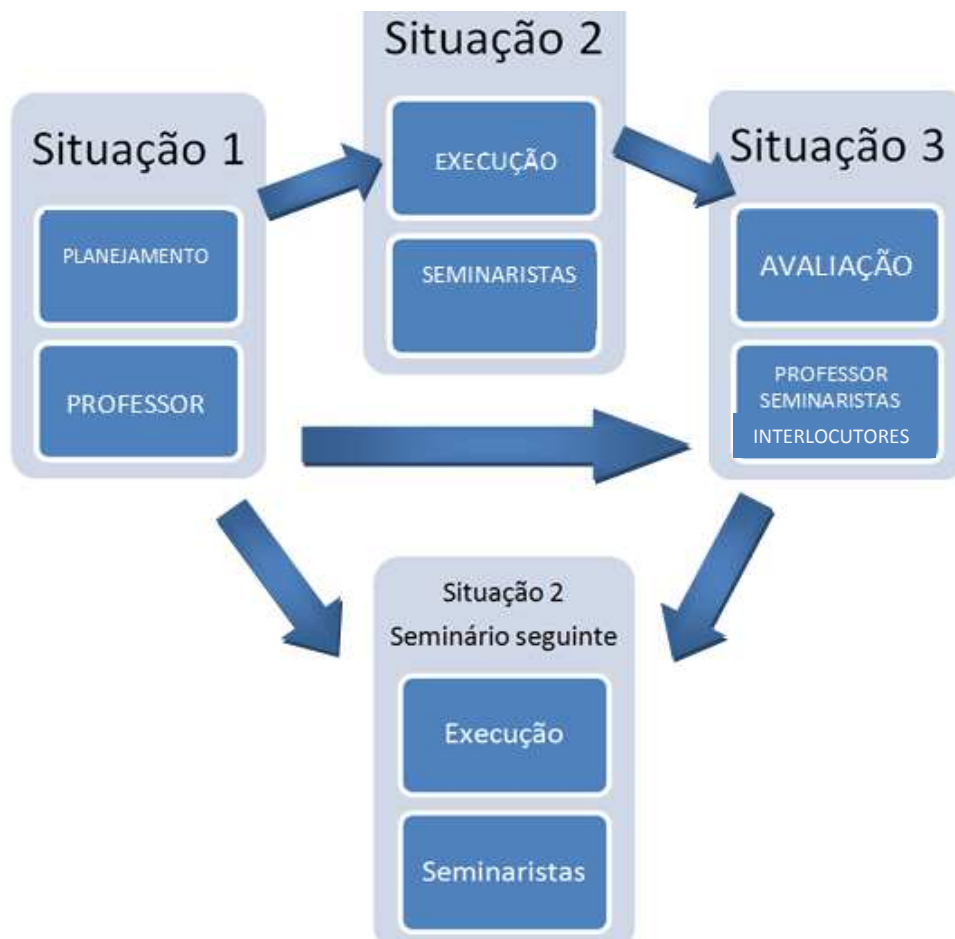 Situação 1
PLANEJAMENTO
PROFESSOR
Situação 2
EXECUÇÃO
SEMINARISTAS
Situação 3
AVALIAÇÃO
PROFESSOR
SEMINARISTAS
INTERLOCUTORES
Situação 2
Seminário seguinte
Execução
Seminaristas